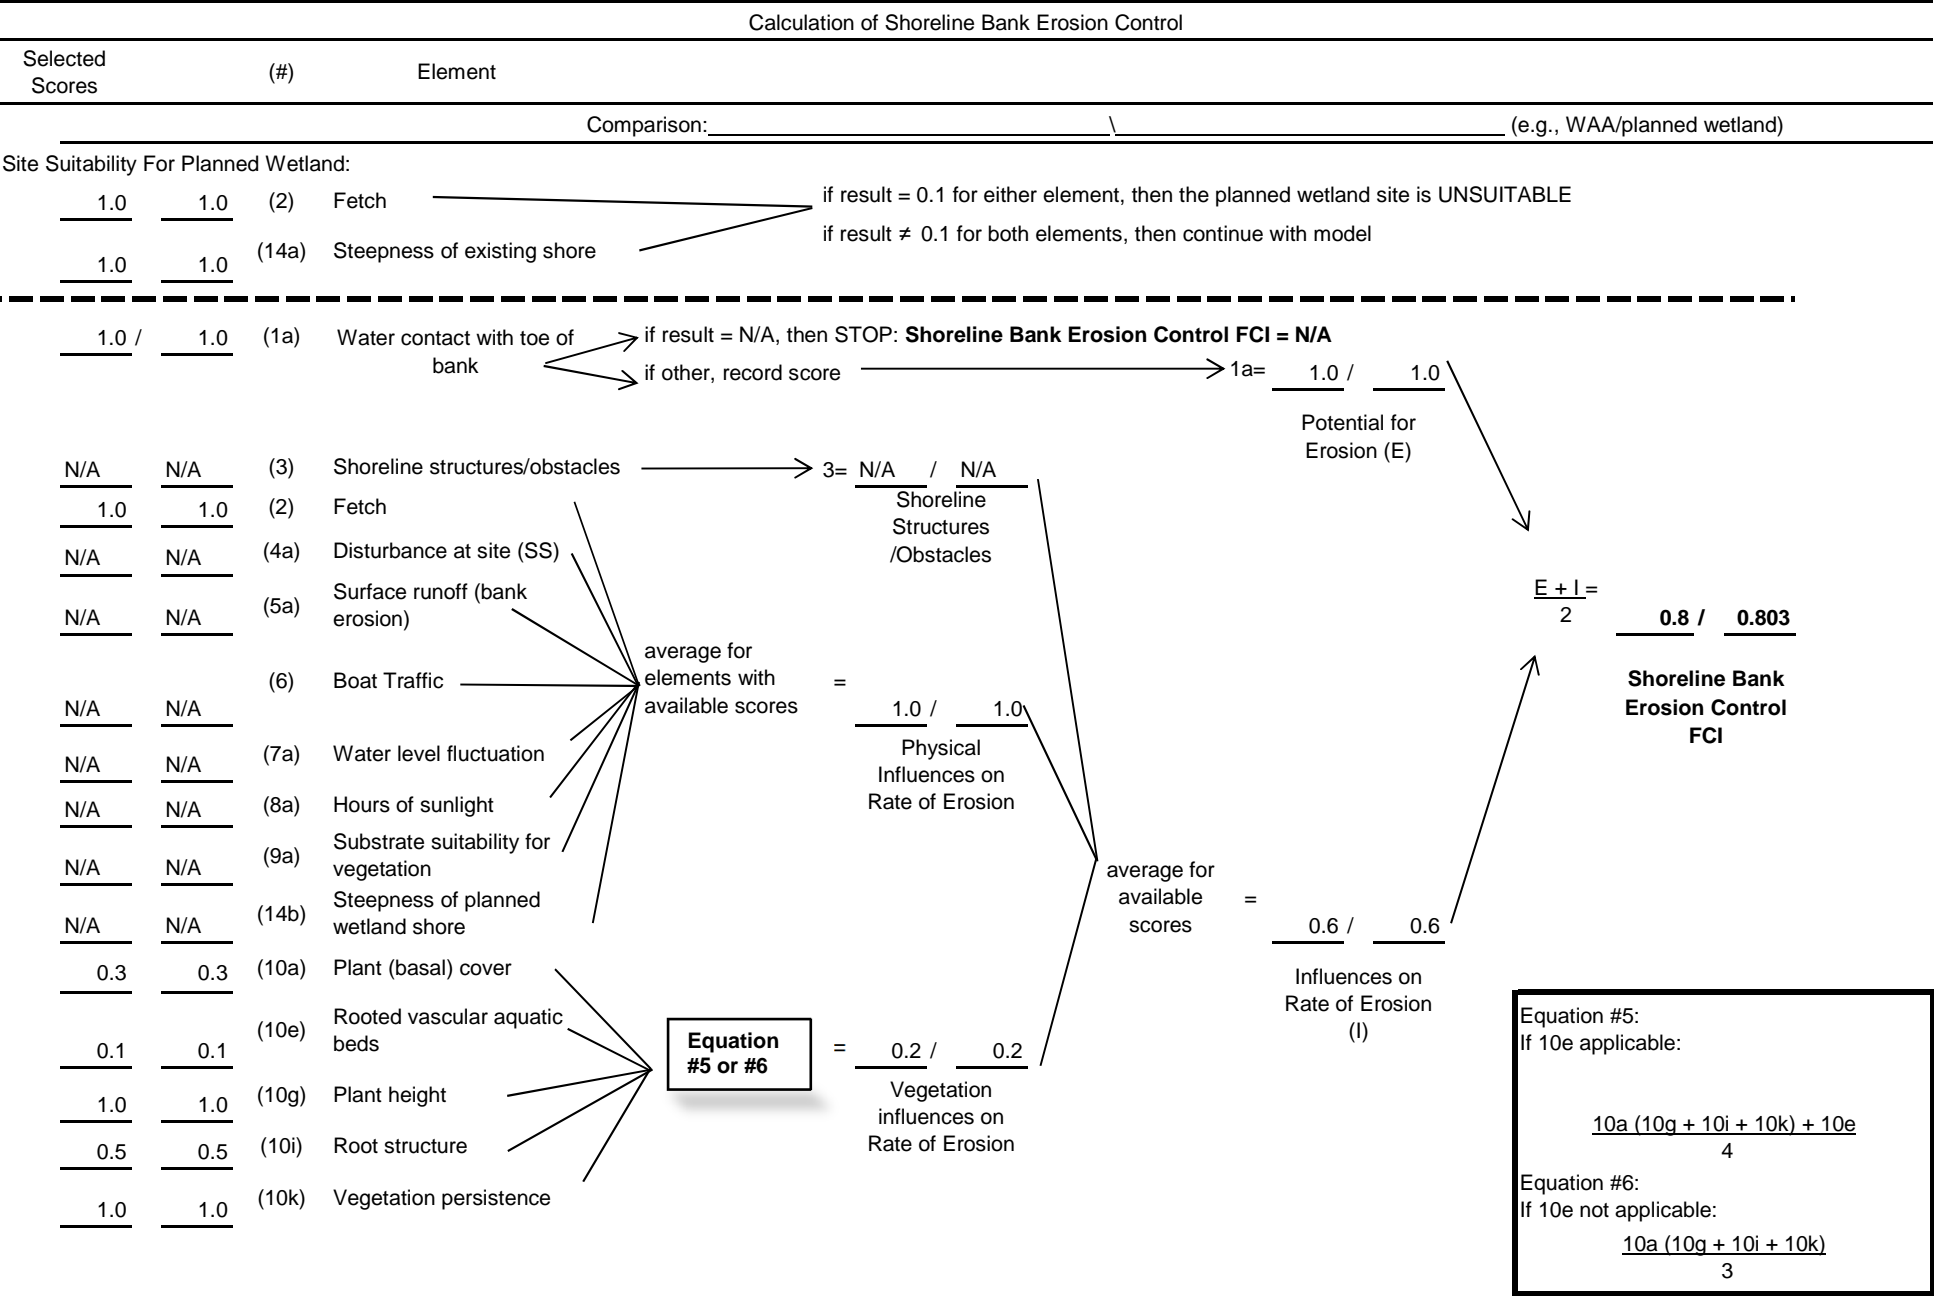 Calculation of Shoreline Bank Erosion Control
Selected
Scores
(#)
Element
Comparison:\ (e.g., WAA/planned wetland)
Site Suitability For Planned Wetland:
1.0 1.0 (2) Fetch
if result = 0.1 for either element, then the planned wetland site is UNSUITABLE
if result ≠ 0.1 for both elements, then continue with model
1.0 1.0 (14a) Steepness of existing shore
1.0 / 1.0 (1a) Water contact with toe of
bank
if result = N/A, then STOP: Shoreline Bank Erosion Control FCI = N/A
if other, record score
1a= 1.0 / 1.0
Potential for
Erosion (E)
N/A N/A (3) Shoreline structures/obstacles
3= N/A / N/A
Shoreline
Structures
/Obstacles
1.0 1.0 (2) Fetch
N/A N/A (4a) Disturbance at site (SS)
N/A N/A (5a) Surface runoff (bank
erosion)
N/A N/A (6) Boat Traffic
N/A N/A (7a) Water level fluctuation
N/A N/A (8a) Hours of sunlight
N/A N/A (9a) Substrate suitability for
vegetation
N/A N/A (14b) Steepness of planned
wetland shore
average for
elements with
available scores
=
1.0 / 1.0
Physical
Influences on
Rate of Erosion
0.3 0.3 (10a) Plant (basal) cover
0.1 0.1 (10e) Rooted vascular aquatic
beds
1.0 1.0 (10g) Plant height
0.5 0.5 (10i) Root structure
1.0 1.0 (10k) Vegetation persistence
Equation
#5 or #6
= 0.2 / 0.2
Vegetation
influences on
Rate of Erosion
average for
available
scores
=
0.6 / 0.6
Influences on
Rate of Erosion
(I)
E + I =
2
0.8 / 0.803
Shoreline Bank
Erosion Control
FCI
Equation #5:
If 10e applicable:
10a (10g + 10i + 10k) + 10e
4
Equation #6:
If 10e not applicable:
10a (10g + 10i + 10k)
3